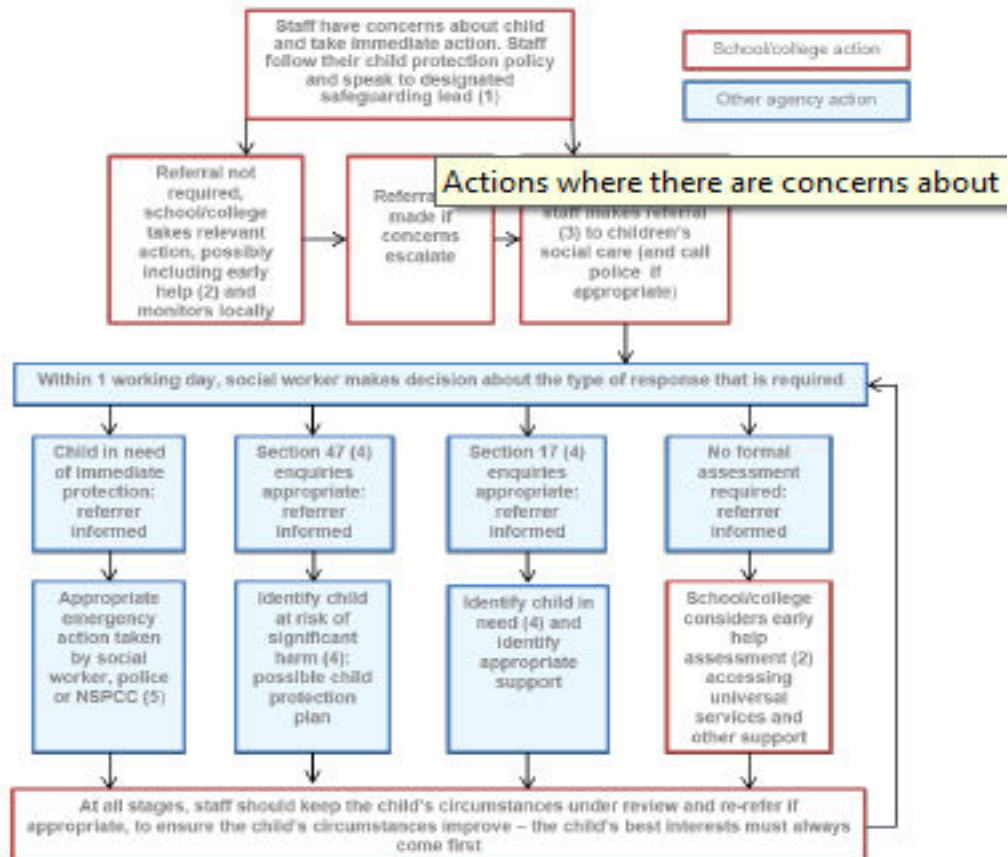 Staff have concerns about child
and take immediate action. Staff
follow their child protection policy
and speak to designated
safeguarding lead (1)
School/college action
Other agency action
Referral not
required,
school/college
takes relevant
action, possibly
including early
help (2) and
monitors locally
Referral
made if
concerns
escalate
Actions where there are concerns about
staff makes referral
(3) to children's
social care (and call
police if
appropriate)
Within 1 working day, social worker makes decision about the type of response that is required
Child in need
of immediate
protection:
referrer
informed
Section 47 (4)
enquiries
appropriate:
referrer
informed
Section 17 (4)
enquiries
appropriate:
referrer
informed
No formal
assessment
required:
referrer
informed
Appropriate
emergency
action taken
by social
worker, police
or NSPCC (5)
Identify child
at risk of
significant
harm (4):
possible child
protection
plan
Identify child in
need (4) and
identify
appropriate
support
School/college
considers early
help
assessment (2)
accessing
universal
services and
other support
At all stages, staff should keep the child's circumstances under review and re-refer if
appropriate, to ensure the child's circumstances improve – the child's best interests must always
come first